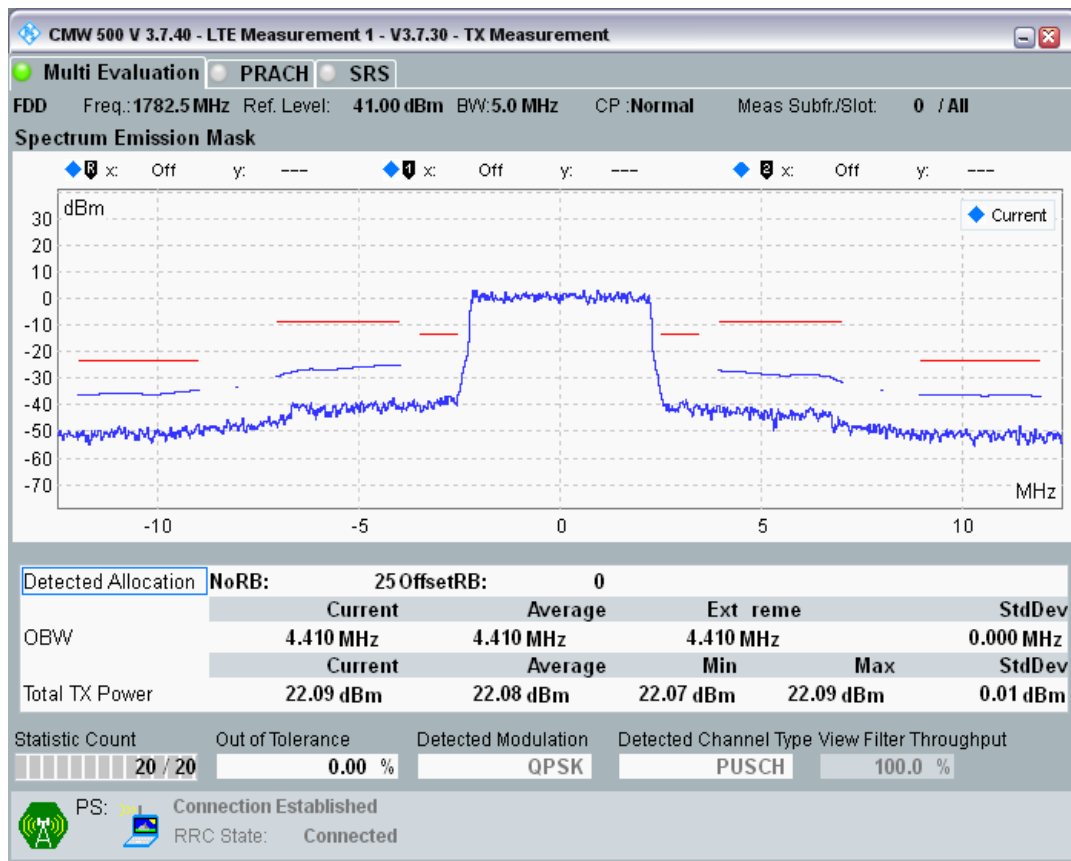 CMW 500 V 3.7.40 - LTE Measurement 1 - V3.7.30 - TX Measurement
Multi Evaluation PRACH SRS
FDD Freq.:1782.5 MHz Ref. Level: 41.00 dBm BW:5.0 MHz CP :Normal Meas Subfr./Slot: 0 / All
Spectrum Emission Mask
R x: Off y: --- 1 x: Off y: --- 2 x: Off y: ---
dBm
Current
30
20
10
0
-10
-20
-30
-40
-50
-60
-70
MHz
-10 -5 0 5 10
Detected Allocation NoRB: 25 OffsetRB: 0
Current Average Ext reme StdDev
OBW 4.410 MHz 4.410 MHz 4.410 MHz 0.000 MHz
Current Average Min Max StdDev
Total TX Power 22.09 dBm 22.08 dBm 22.07 dBm 22.09 dBm 0.01 dBm
Statistic Count Out of Tolerance Detected Modulation Detected Channel Type View Filter Throughput
20 / 20 0.00 % QPSK PUSCH 100.0 %
PS: Connection Established
RRC State: Connected